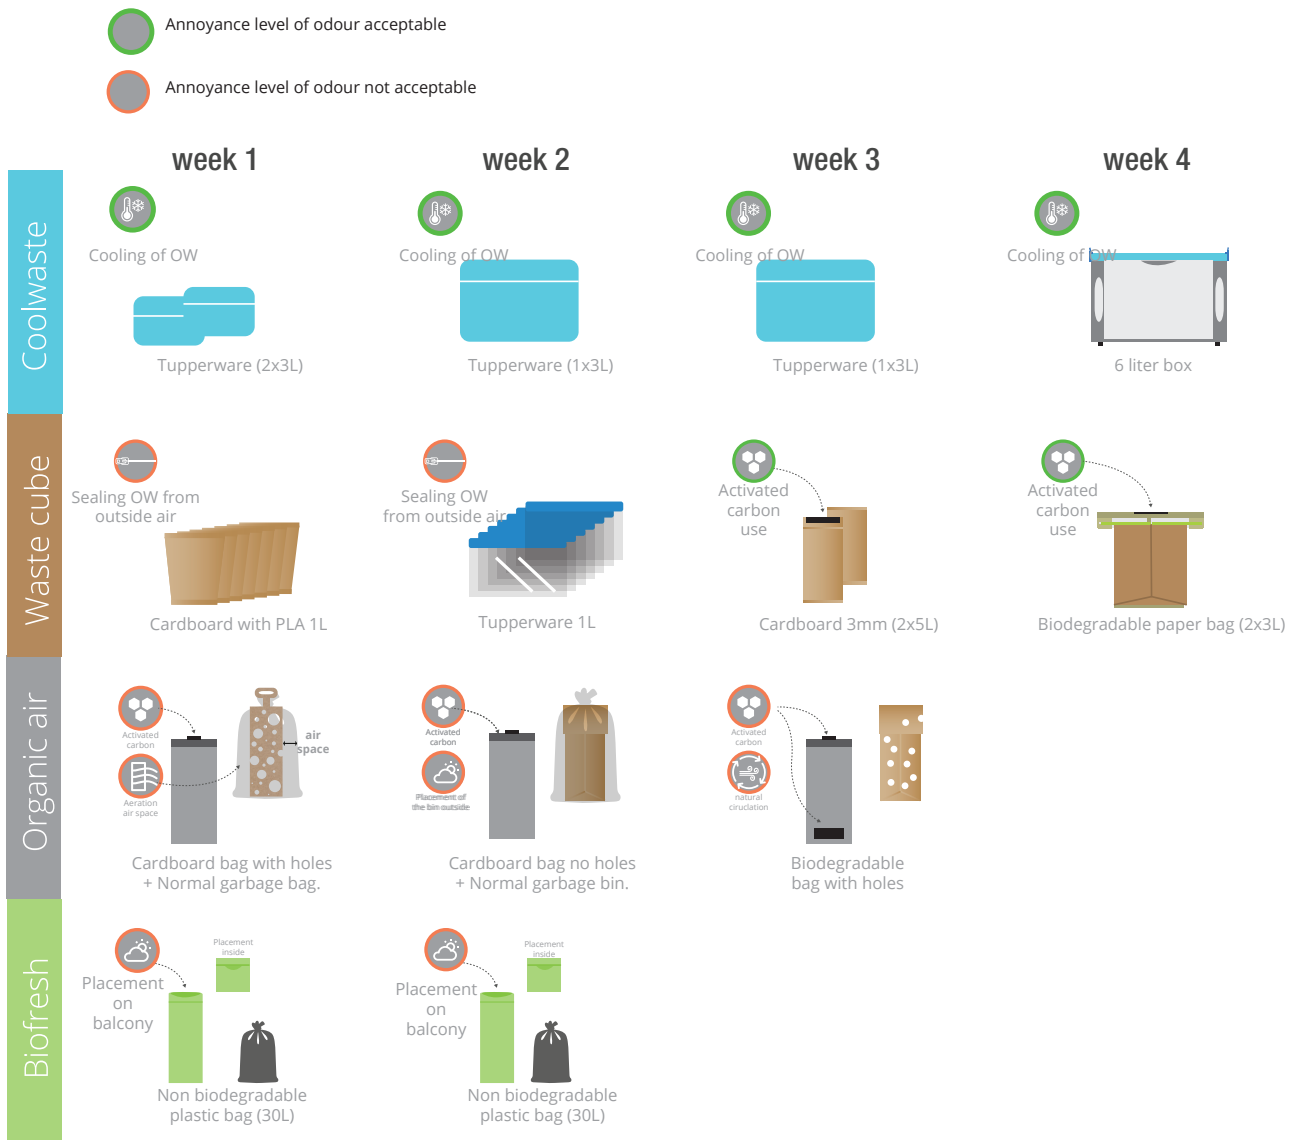 Annoyance level of odour acceptable
Annoyance level of odour not acceptable
week 1
week 2
week 3
week 4
Coolwaste
Cooling of OW
Tupperware (2x3L)
Cooling of OW
Tupperware (1x3L)
Cooling of OW
Tupperware (1x3L)
Cooling of OW
6 liter box
Waste cube
Sealing OW from
outside air
Cardboard with PLA 1L
Sealing OW
from outside air
Tupperware 1L
Activated
carbon
use
Cardboard 3mm (2x5L)
Activated
carbon
use
Biodegradable paper bag (2x3L)
Organic air
Activated
carbon
Aeration
air space
air
space
Cardboard bag with holes
+ Normal garbage bag.
Activated
carbon
Placement of
the bin outside
Cardboard bag no holes
+ Normal garbage bin.
Activated
carbon
natural
ciruclation
Biodegradable
bag with holes
Biofresh
Placement
on
balcony
Placement
inside
Non biodegradable
plastic bag (30L)
Placement
on
balcony
Placement
inside
Non biodegradable
plastic bag (30L)